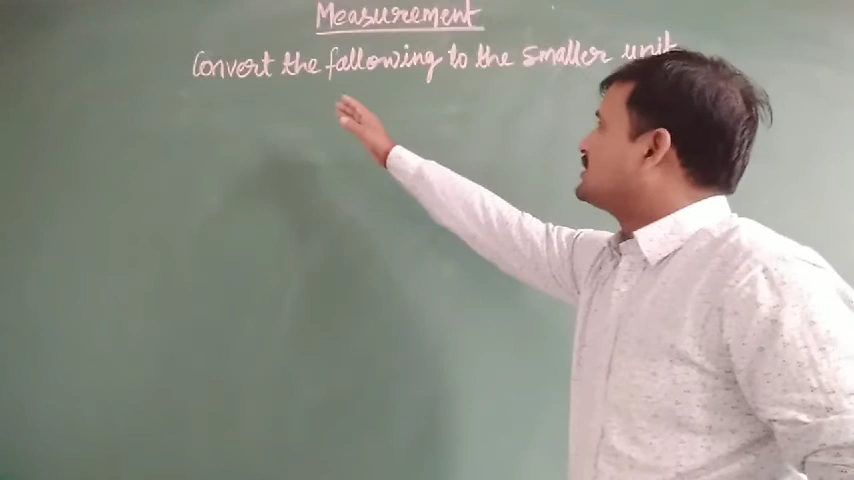 Measurement
Convert the fallowing to the smaller unit